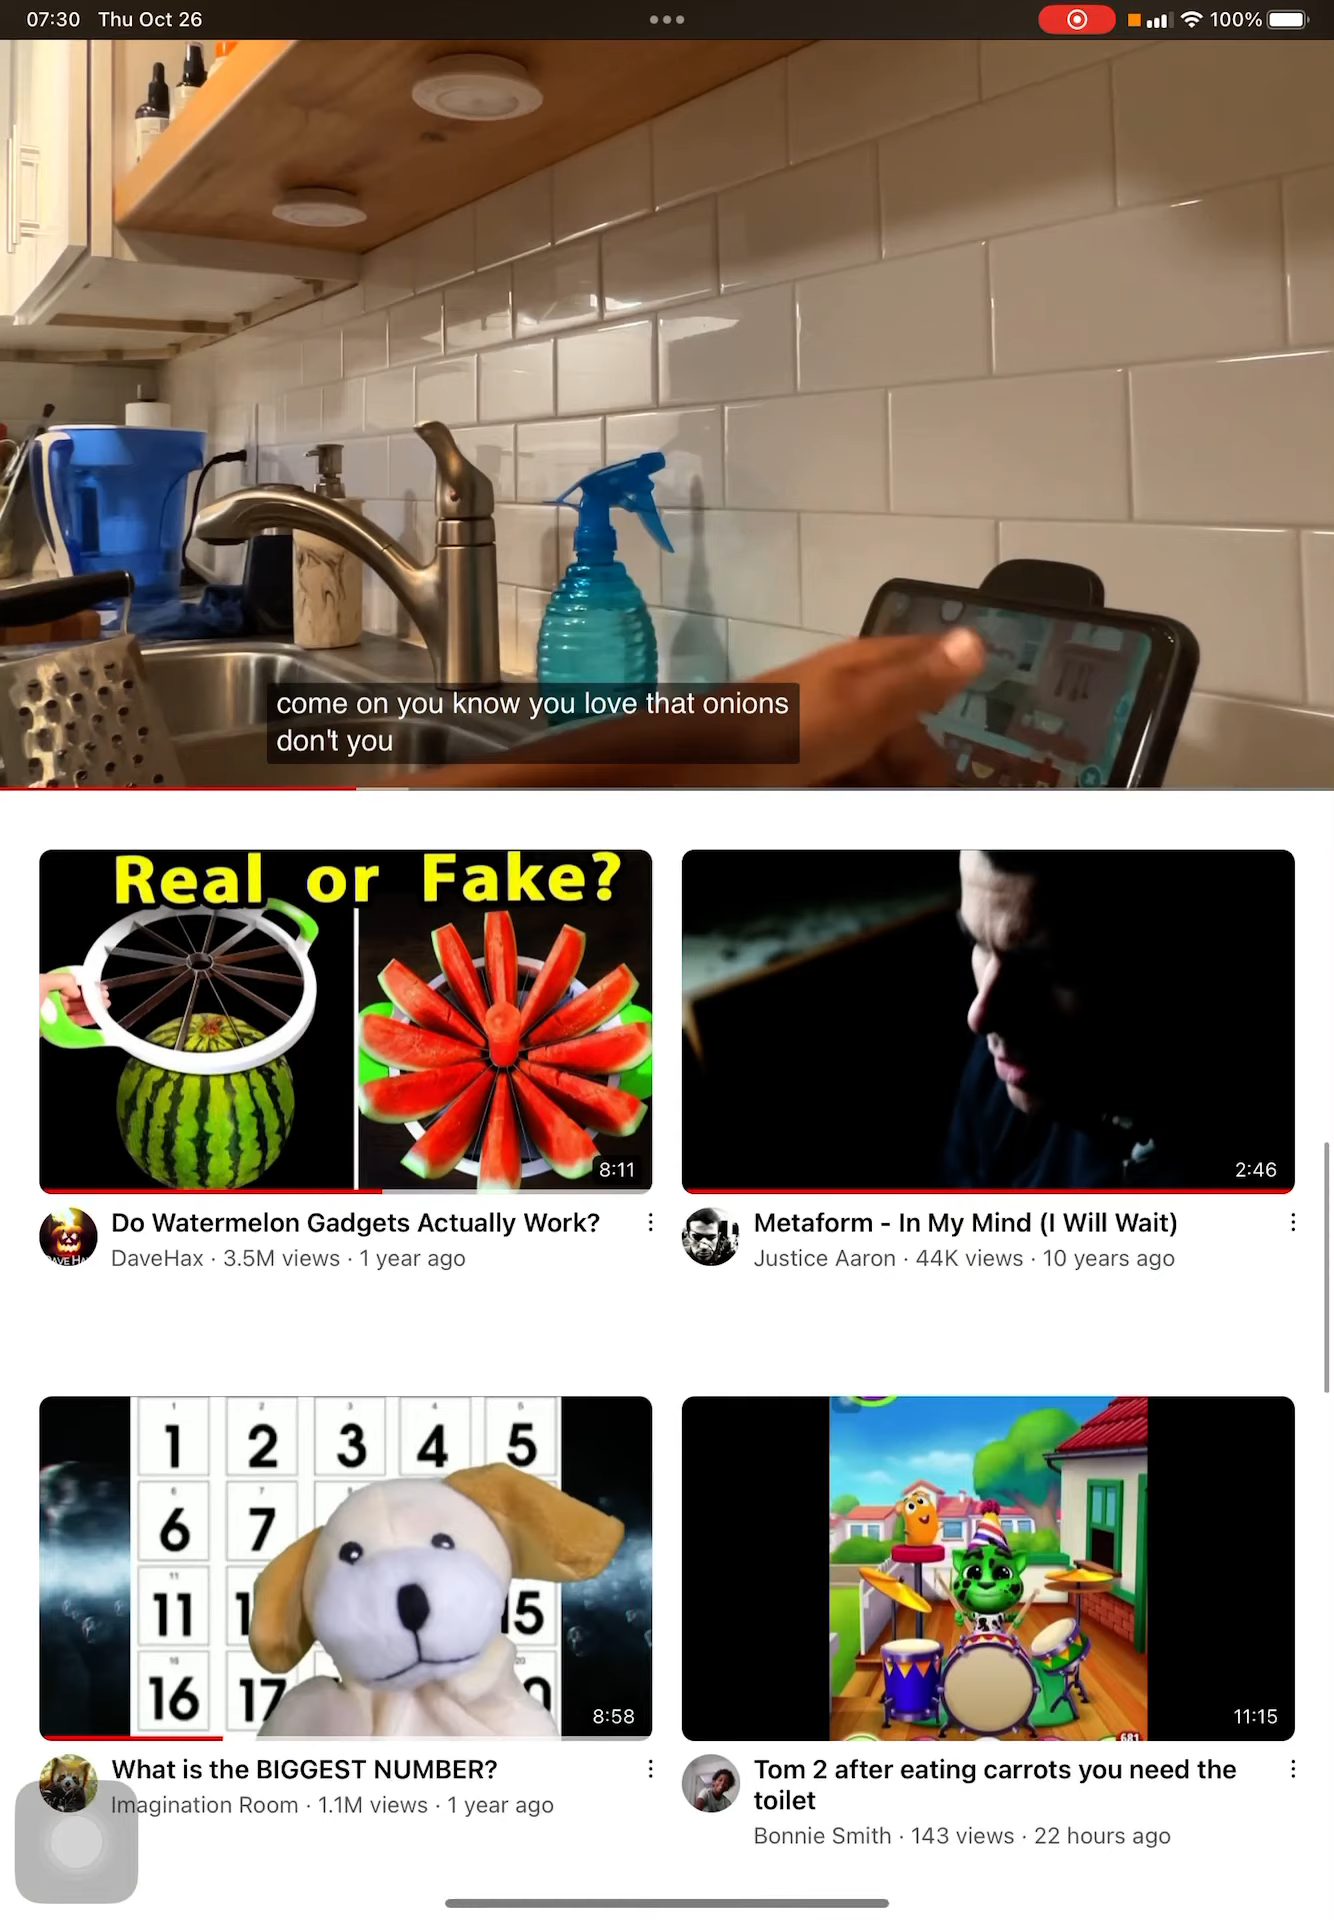 07:30 Thu Oct 26
100%
come on you know you love that onions
don't you
Real or Fake?
8:11
2:46
Do Watermelon Gadgets Actually Work?
DaveHax · 3.5M views · 1 year ago
Metaform - In My Mind (I Will Wait)
Justice Aaron · 44K views · 10 years ago
1 2 3 4 5
6 7
11 15
16 17
8:58
11:15
681
What is the BIGGEST NUMBER?
Imagination Room · 1.1M views · 1 year ago
Tom 2 after eating carrots you need the
toilet
Bonnie Smith · 143 views · 22 hours ago